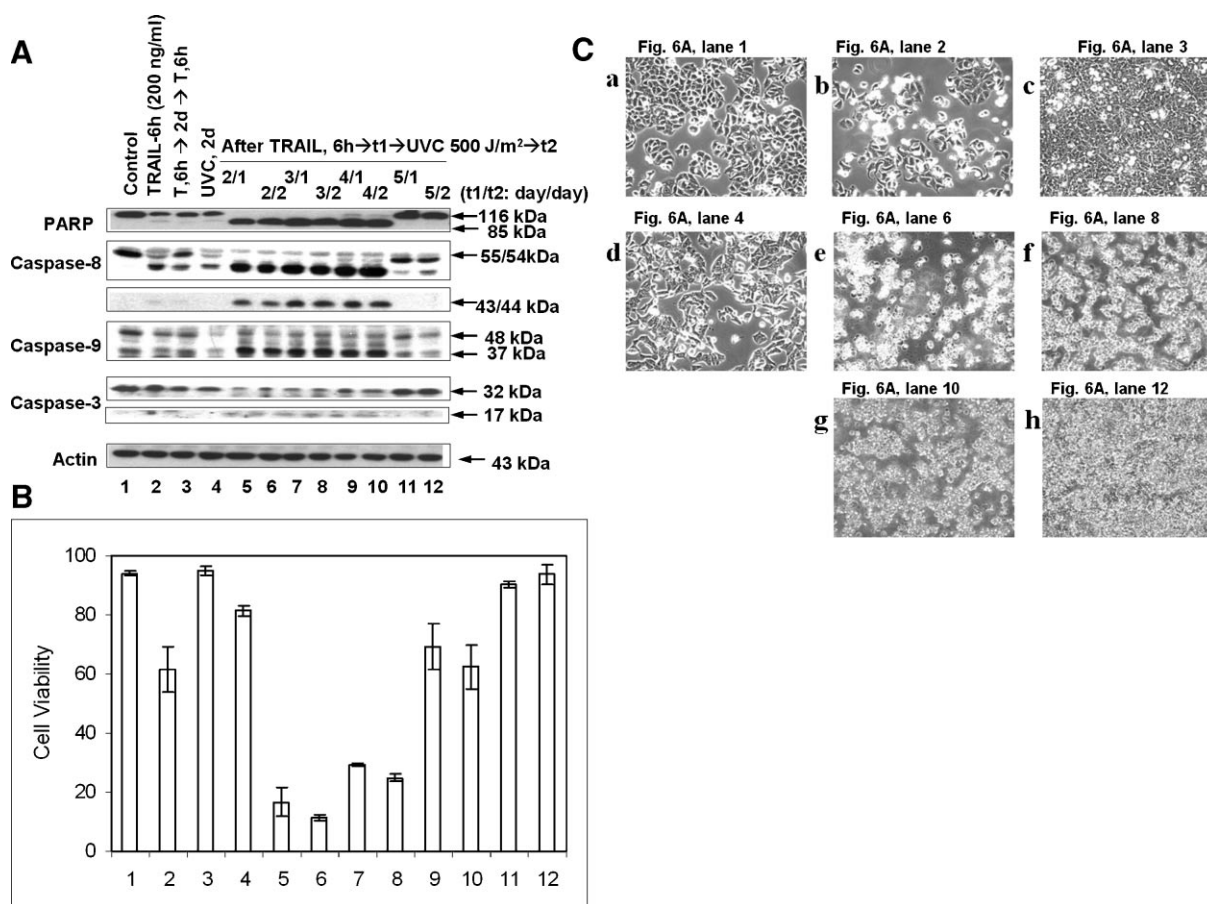 A
Control
TRAIL-6h (200 ng/ml)
T,6h → 2d → T,6h
UVC, 2d
After TRAIL, 6h→t1→UVC 500 J/m²→t2
2/1 3/1 4/1 5/1
2/2 3/2 4/2 5/2 (t1/t2: day/day)
PARP
116 kDa
85 kDa
Caspase-8
55/54kDa
43/44 kDa
Caspase-9
48 kDa
37 kDa
Caspase-3
32 kDa
17 kDa
Actin
43 kDa
1 2 3 4 5 6 7 8 9 10 11 12
B
Cell Viability
100
80
60
40
20
0
1 2 3 4 5 6 7 8 9 10 11 12
C
Fig. 6A, lane 1
a
Fig. 6A, lane 2
b
Fig. 6A, lane 3
c
Fig. 6A, lane 4
d
Fig. 6A, lane 6
e
Fig. 6A, lane 8
f
Fig. 6A, lane 10
g
Fig. 6A, lane 12
h